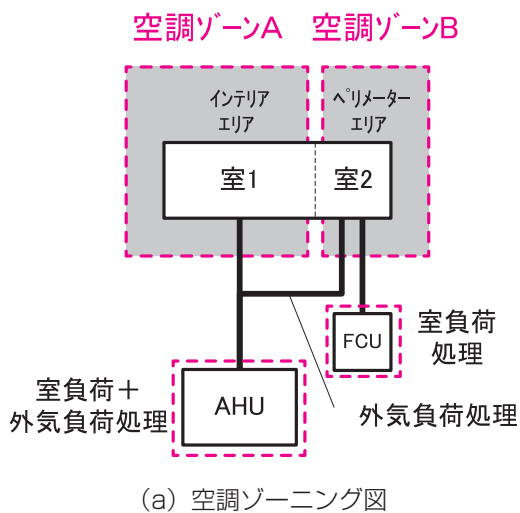 空調ｿﾞｰﾝA 空調ｿﾞｰﾝB
ｲﾝﾃﾘｱ
ｴﾘｱ
ﾍﾟﾘﾒｰﾀｰ
ｴﾘｱ
室1
室2
FCU
室負荷
処理
室負荷＋
外気負荷処理
AHU
外気負荷処理
（a）空調ゾーニング図